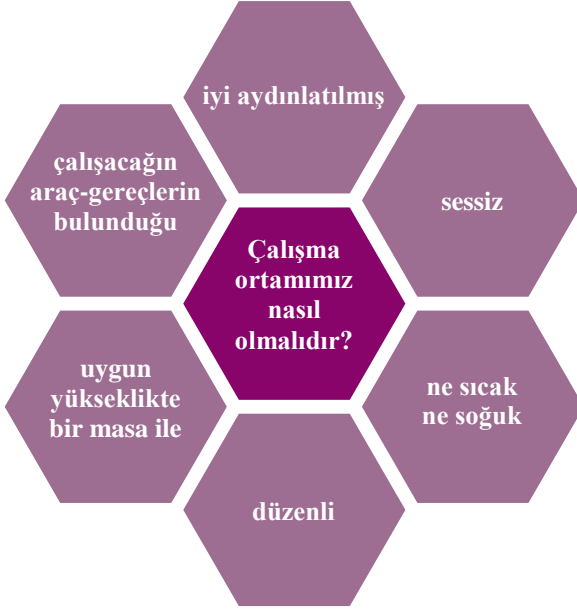 iyi aydınlatılmış
çalışacağın
araç-gereçlerin
bulunduğu
sessiz
Çalışma
ortamımız
nasıl
olmalıdır?
uygun
yükseklikte
bir masa ile
ne sıcak
ne soğuk
düzenli